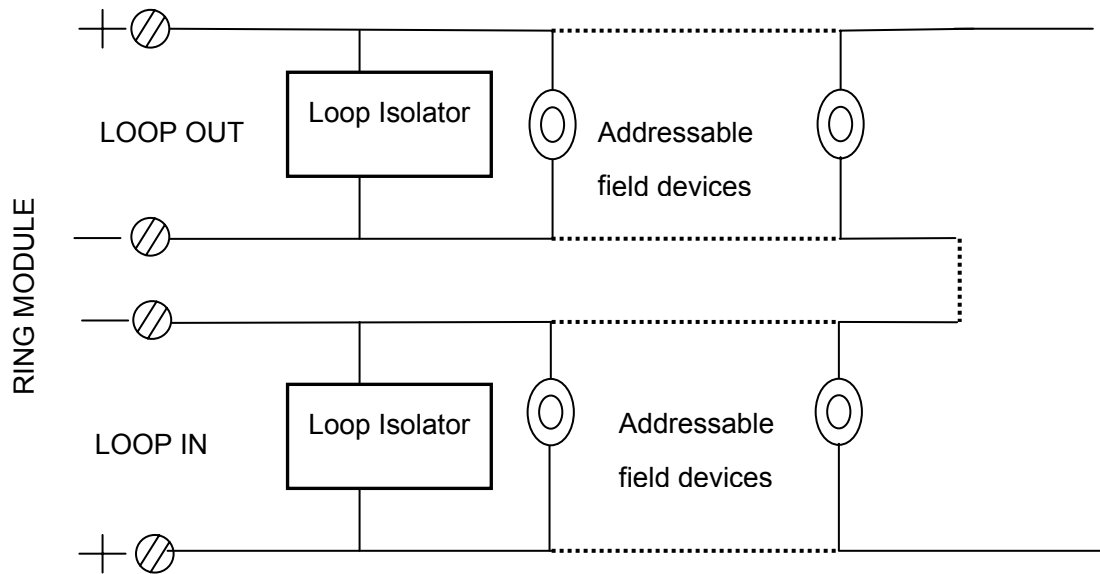 RING MODULE
LOOP OUT
Loop Isolator
Addressable
field devices
LOOP IN
Loop Isolator
Addressable
field devices